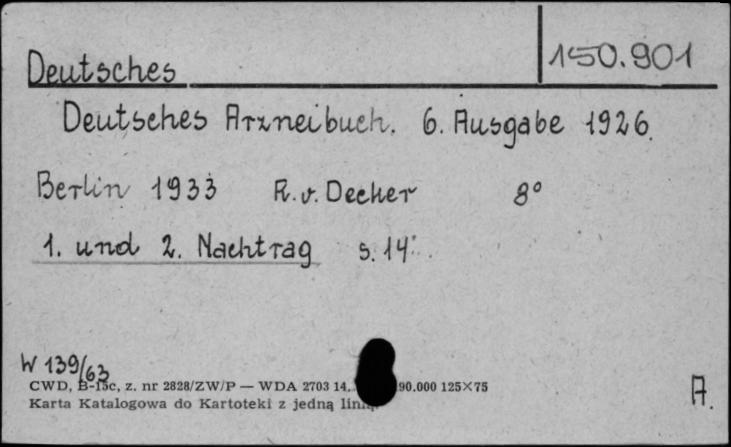 150.901
Deutsches
Deutsches Arzneibuch. 6. Ausgabe 1926.
Berlin 1933 R. v. Decker 8°
1. und 2. Nachtrag s. 14
W 139/63
CWD, B-15c, z. nr 2828/ZW/P — WDA 2703 14. 90.000 125×75
Karta Katalogowa do Kartoteki z jedną linią.
A.